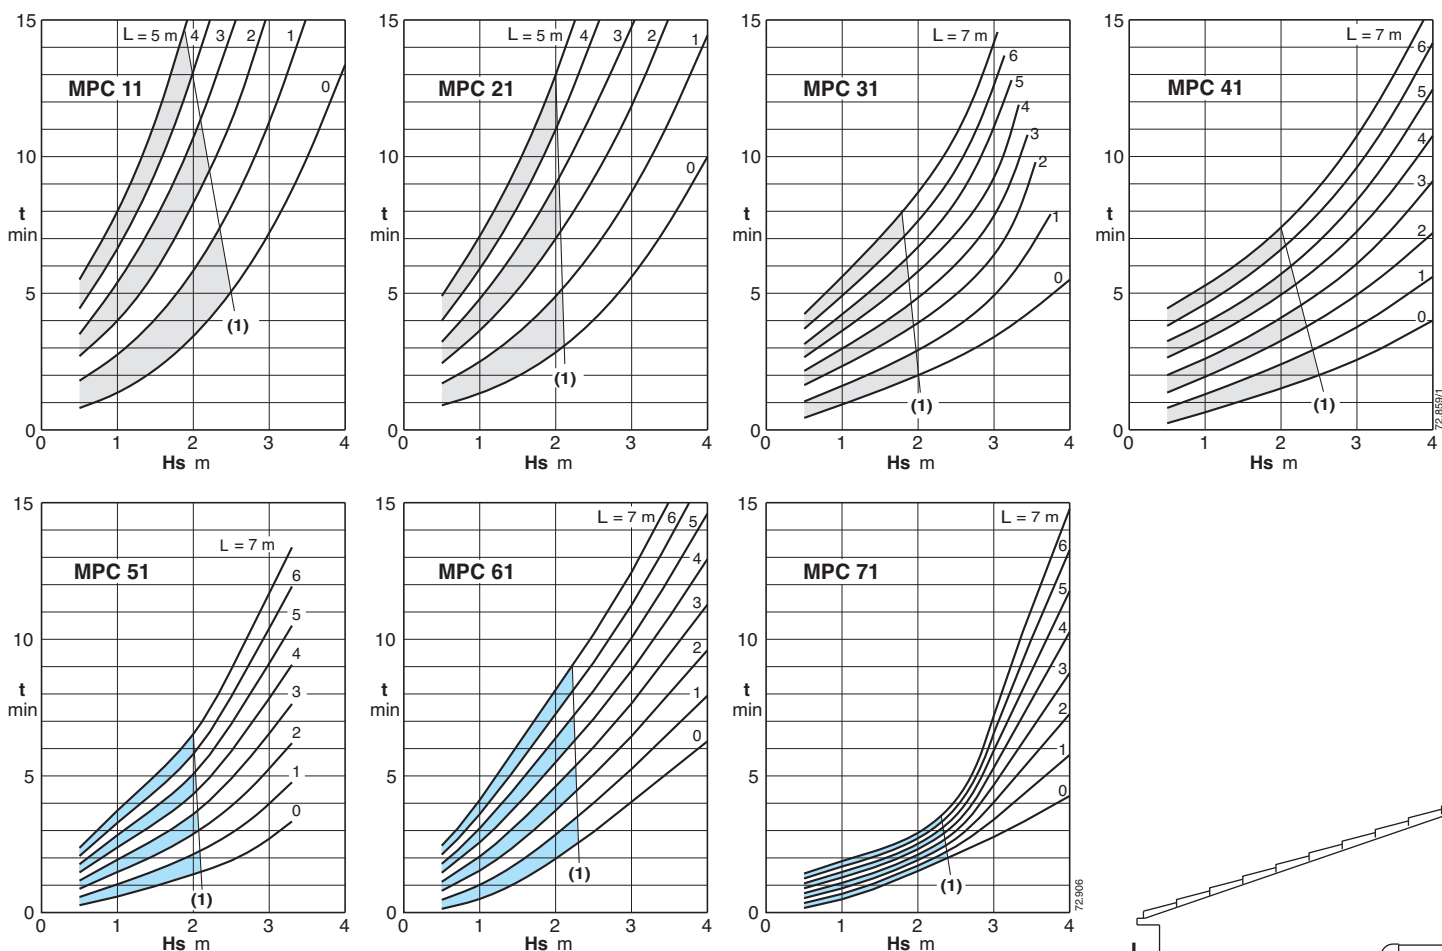 15
L = 5 m 4 3 2 1
MPC 11
0
10
t
min
5
(1)
0
0 1 2 3 4
Hs m
15
L = 5 m 4 3 2 1
MPC 21
0
10
t
min
5
(1)
0
0 1 2 3 4
Hs m
15
L = 7 m
6
MPC 31
5
4
3
10
2
t
min
1
0
5
(1)
0
0 1 2 3 4
Hs m
15
L = 7 m
6
MPC 41
5
4
10
3
t
min
2
1
5
0
(1)
0
0 1 2 3 4
Hs m
72.859/1
15
L = 7 m
MPC 51
6
5
10
4
3
t
min
2
1
5
0
(1)
0
0 1 2 3 4
Hs m
15
L = 7 m 6 5
4
MPC 61
3
10
2
t
min
1
0
5
(1)
0
0 1 2 3 4
Hs m
15
L = 7 m
6
MPC 71
5
4
10
3
t
min
2
1
5
0
(1)
0
0 1 2 3 4
Hs m
72.906